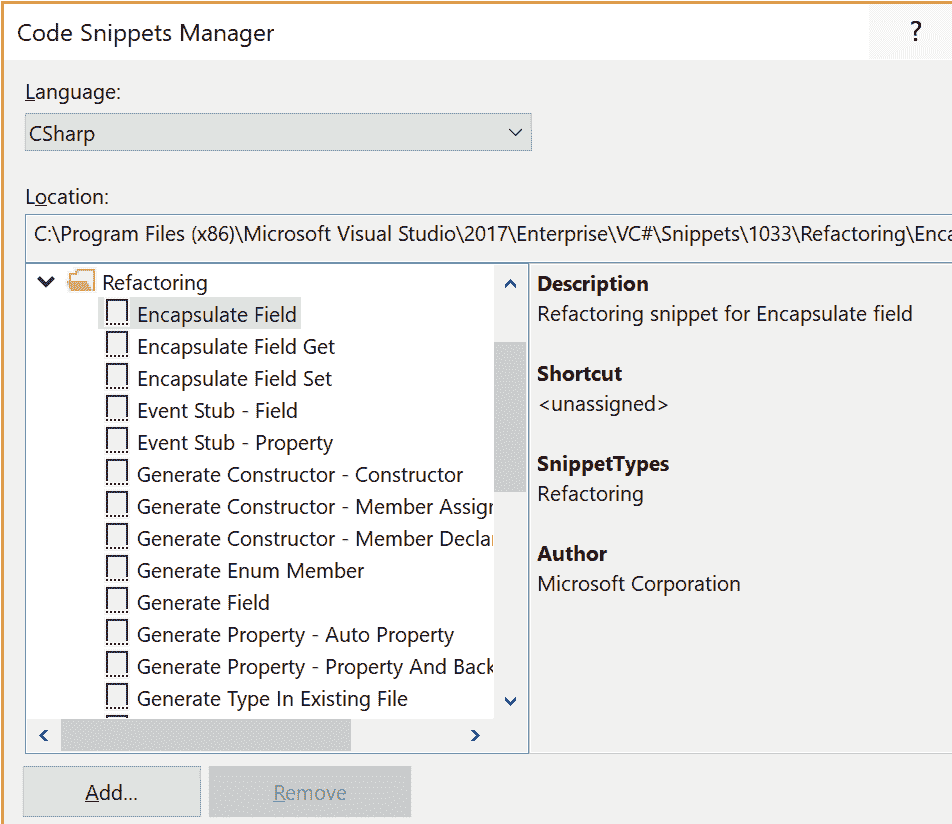 Code Snippets Manager
?
Language:
CSharp
Location:
C:\Program Files (x86)\Microsoft Visual Studio\2017\Enterprise\VC#\Snippets\1033\Refactoring\Enca
Refactoring
Encapsulate Field
Encapsulate Field Get
Encapsulate Field Set
Event Stub - Field
Event Stub - Property
Generate Constructor - Constructor
Generate Constructor - Member Assign
Generate Constructor - Member Declar
Generate Enum Member
Generate Field
Generate Property - Auto Property
Generate Property - Property And Back
Generate Type In Existing File
Description
Refactoring snippet for Encapsulate field
Shortcut
<unassigned>
SnippetTypes
Refactoring
Author
Microsoft Corporation
Add...
Remove